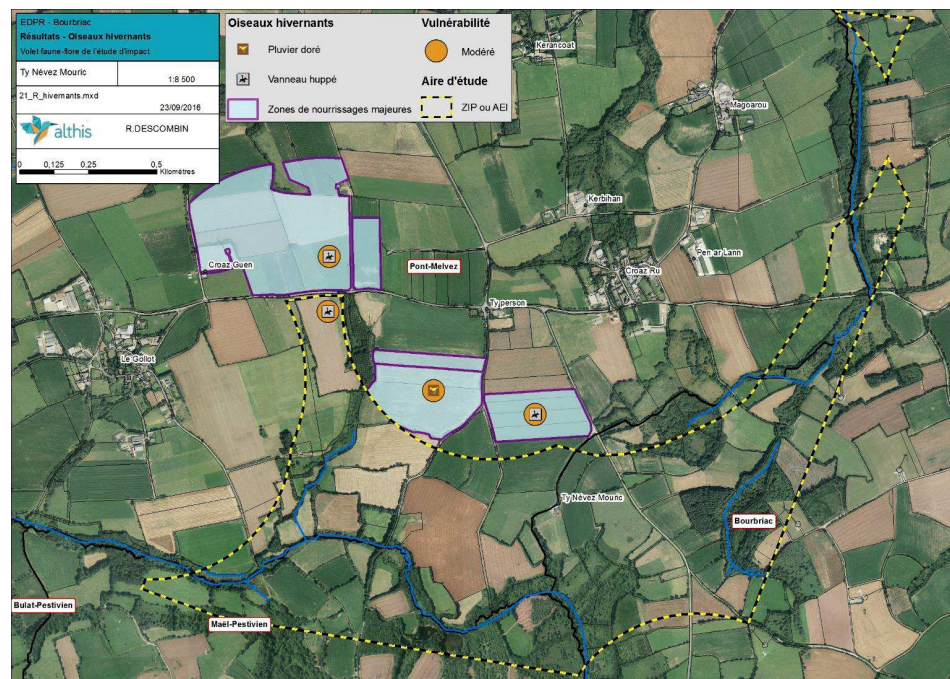 EDPR - Bourbriac
Résultats - Oiseaux hivernants
Volet faune-flore de l'étude d'impact
Ty Névez Mouric
1:8 500
21_R_hivernants.mxd
23/09/2016
althis
R.DESCOMBIN
0 0,125 0,25 0,5
Kilomètres
Oiseaux hivernants
Pluvier doré
Vanneau huppé
Zones de nourrissages majeures
Vulnérabilité
Modéré
Aire d'étude
ZIP ou AEI
Kerancoat
Magoarou
Kerbihan
Croaz Guen
Pont-Melvez
Pen ar Lann
Croaz Ru
Ty person
Le Gollot
Ty Névez Mouric
Bourbriac
Bulat-Pestivien
Maël-Pestivien